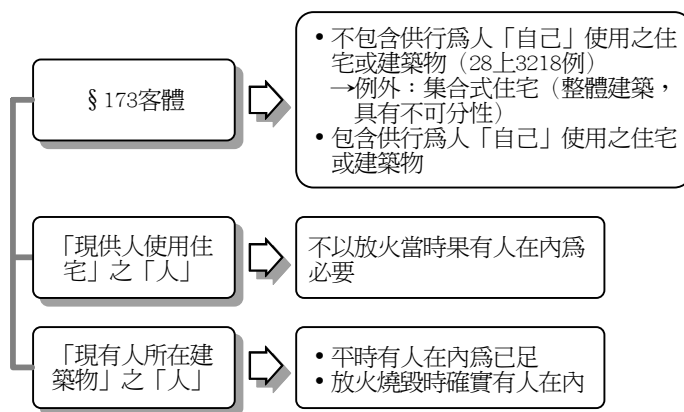 §173客體
• 不包含供行爲人「自己」使用之住
宅或建築物（28上3218例）
→例外：集合式住宅（整體建築，
具有不可分性）
• 包含供行爲人「自己」使用之住宅
或建築物
「現供人使用住
宅」之「人」
不以放火當時果有人在內爲
必要
「現有人所在建
築物」之「人」
• 平時有人在內爲已足
• 放火燒毀時確實有人在內